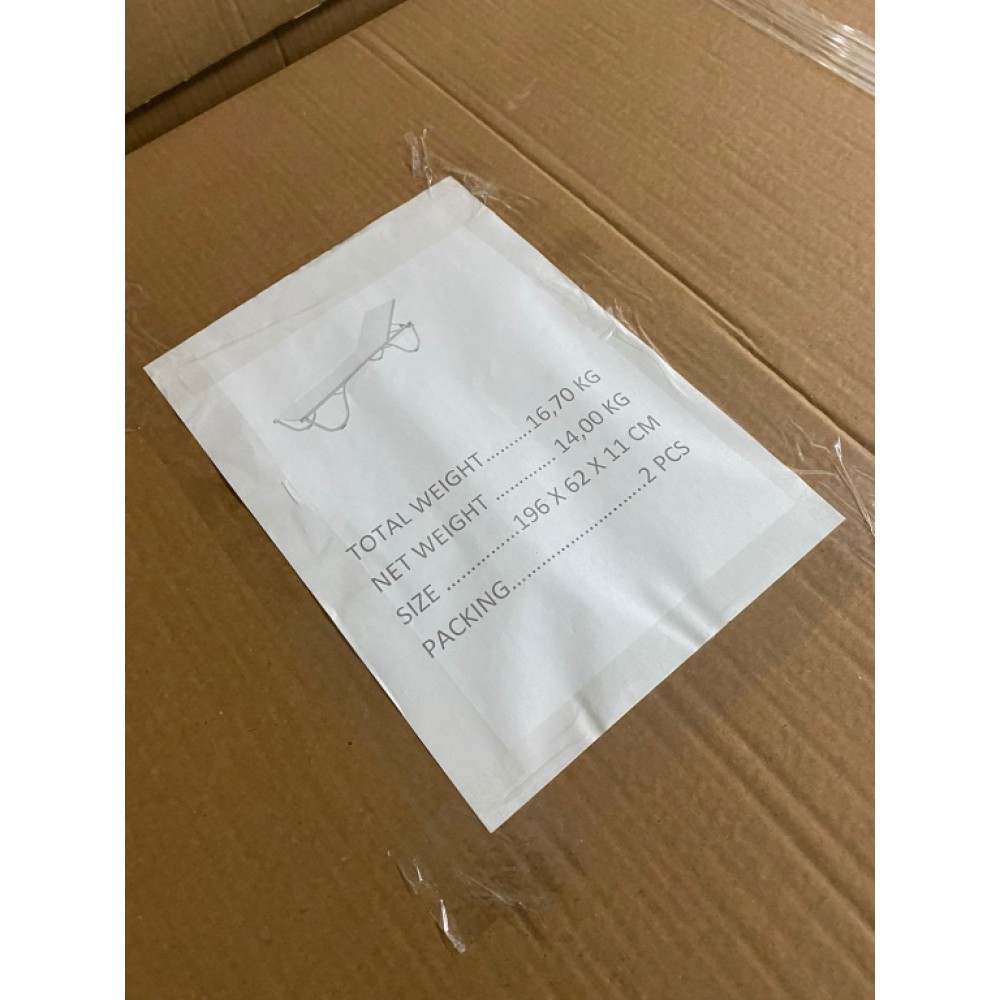 TOTAL WEIGHT ..........16,70 KG
NET WEIGHT ............ 14,00 KG
SIZE ................196 X 62 X 11 CM
PACKING.............................2 PCS